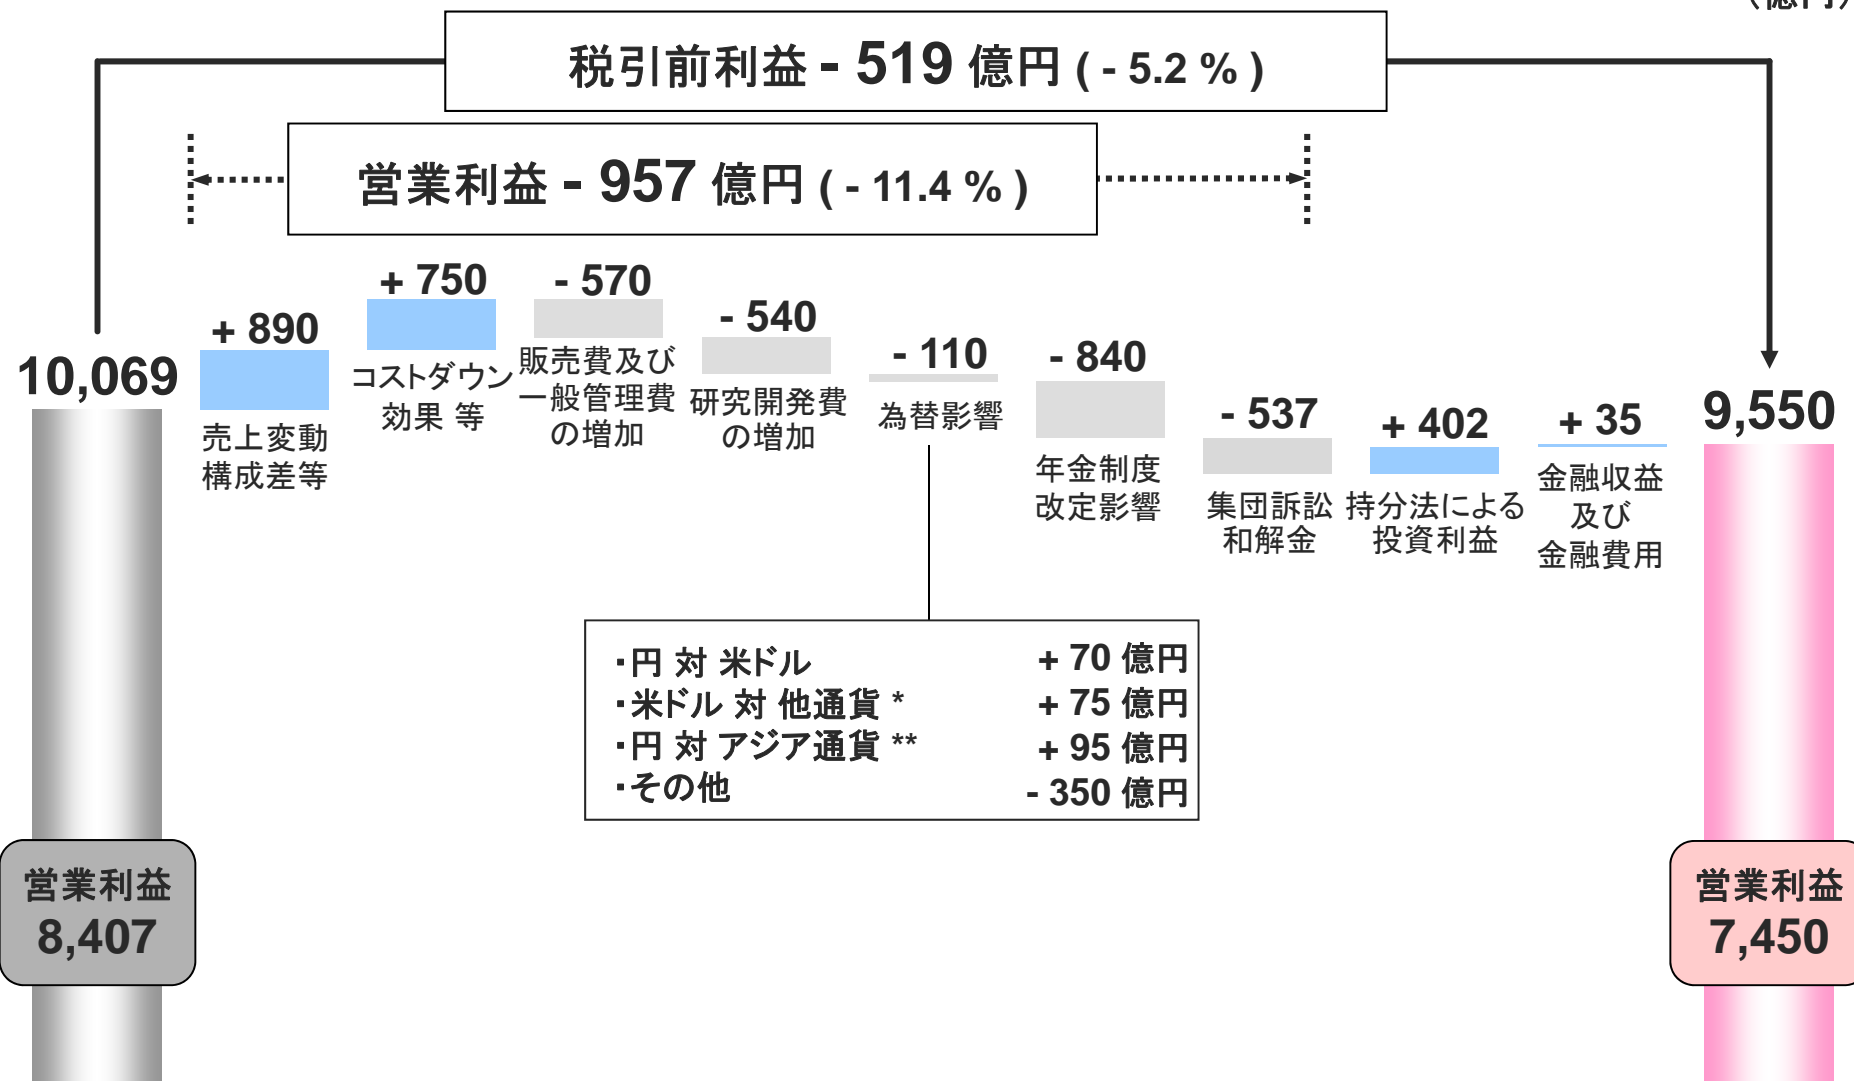 (億円)
税引前利益 - 519 億円 ( - 5.2 % )
営業利益 - 957 億円 ( - 11.4 % )
10,069
+ 890
売上変動
構成差等
+ 750
コストダウン
効果 等
- 570
販売費及び
一般管理費
の増加
- 540
研究開発費
の増加
- 110
為替影響
- 840
年金制度
改定影響
- 537
集団訴訟
和解金
+ 402
持分法による
投資利益
+ 35
金融収益
及び
金融費用
9,550
・円 対 米ドル + 70 億円
・米ドル 対 他通貨 * + 75 億円
・円 対 アジア通貨 ** + 95 億円
・その他 - 350 億円
営業利益
8,407
営業利益
7,450